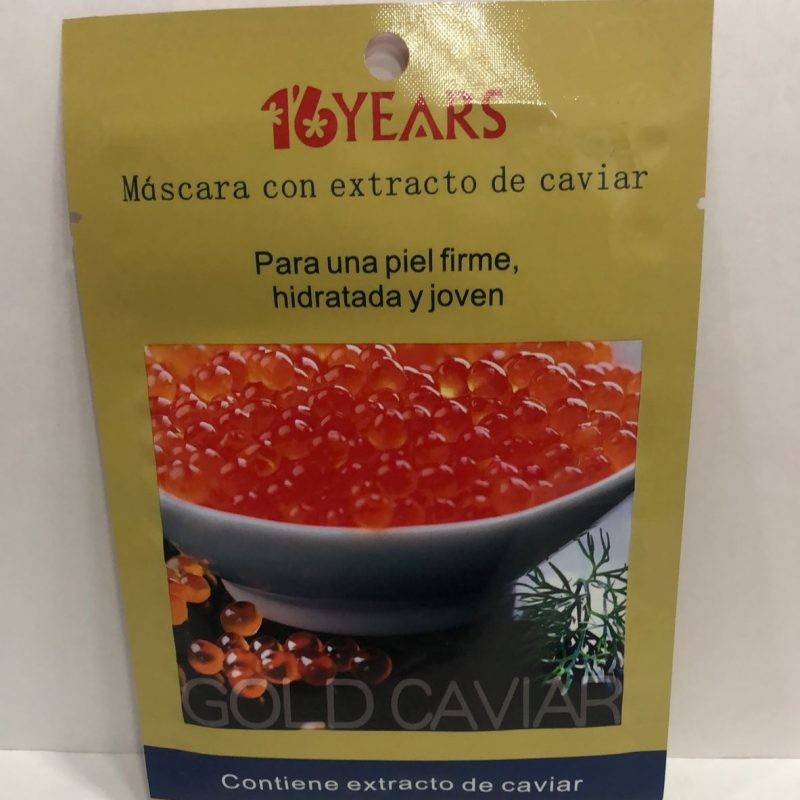 16YEARS
Máscara con extracto de caviar
Para una piel firme,
hidratada y joven
GOLD CAVIAR
Contiene extracto de caviar